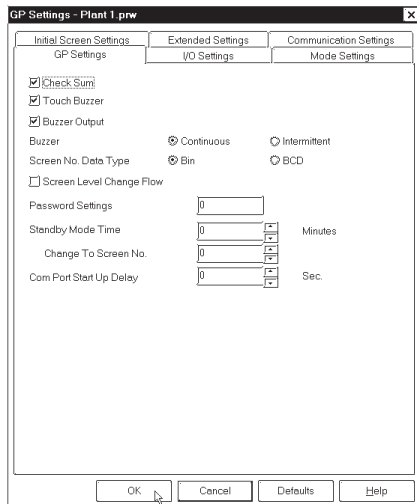 GP Settings - Plant 1.prw
Initial Screen Settings Extended Settings Communication Settings
GP Settings I/O Settings Mode Settings
Check Sum
Touch Buzzer
Buzzer Output
Buzzer Continuous Intermittent
Screen No. Data Type Bin BCD
Screen Level Change Flow
Password Settings 0
Standby Mode Time 0 Minutes
Change To Screen No. 0
Com Port Start Up Delay 0 Sec.
OK Cancel Defaults Help